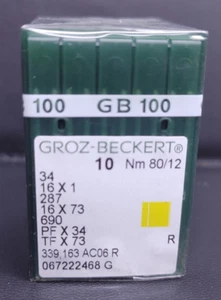 100 GB 100
GROZ-BECKERT®
10 Nm 80/12
34
16 X 1
287
16 X 73
690
PF X 34
TF X 73
339 163 AC06 R
067222468 G
R